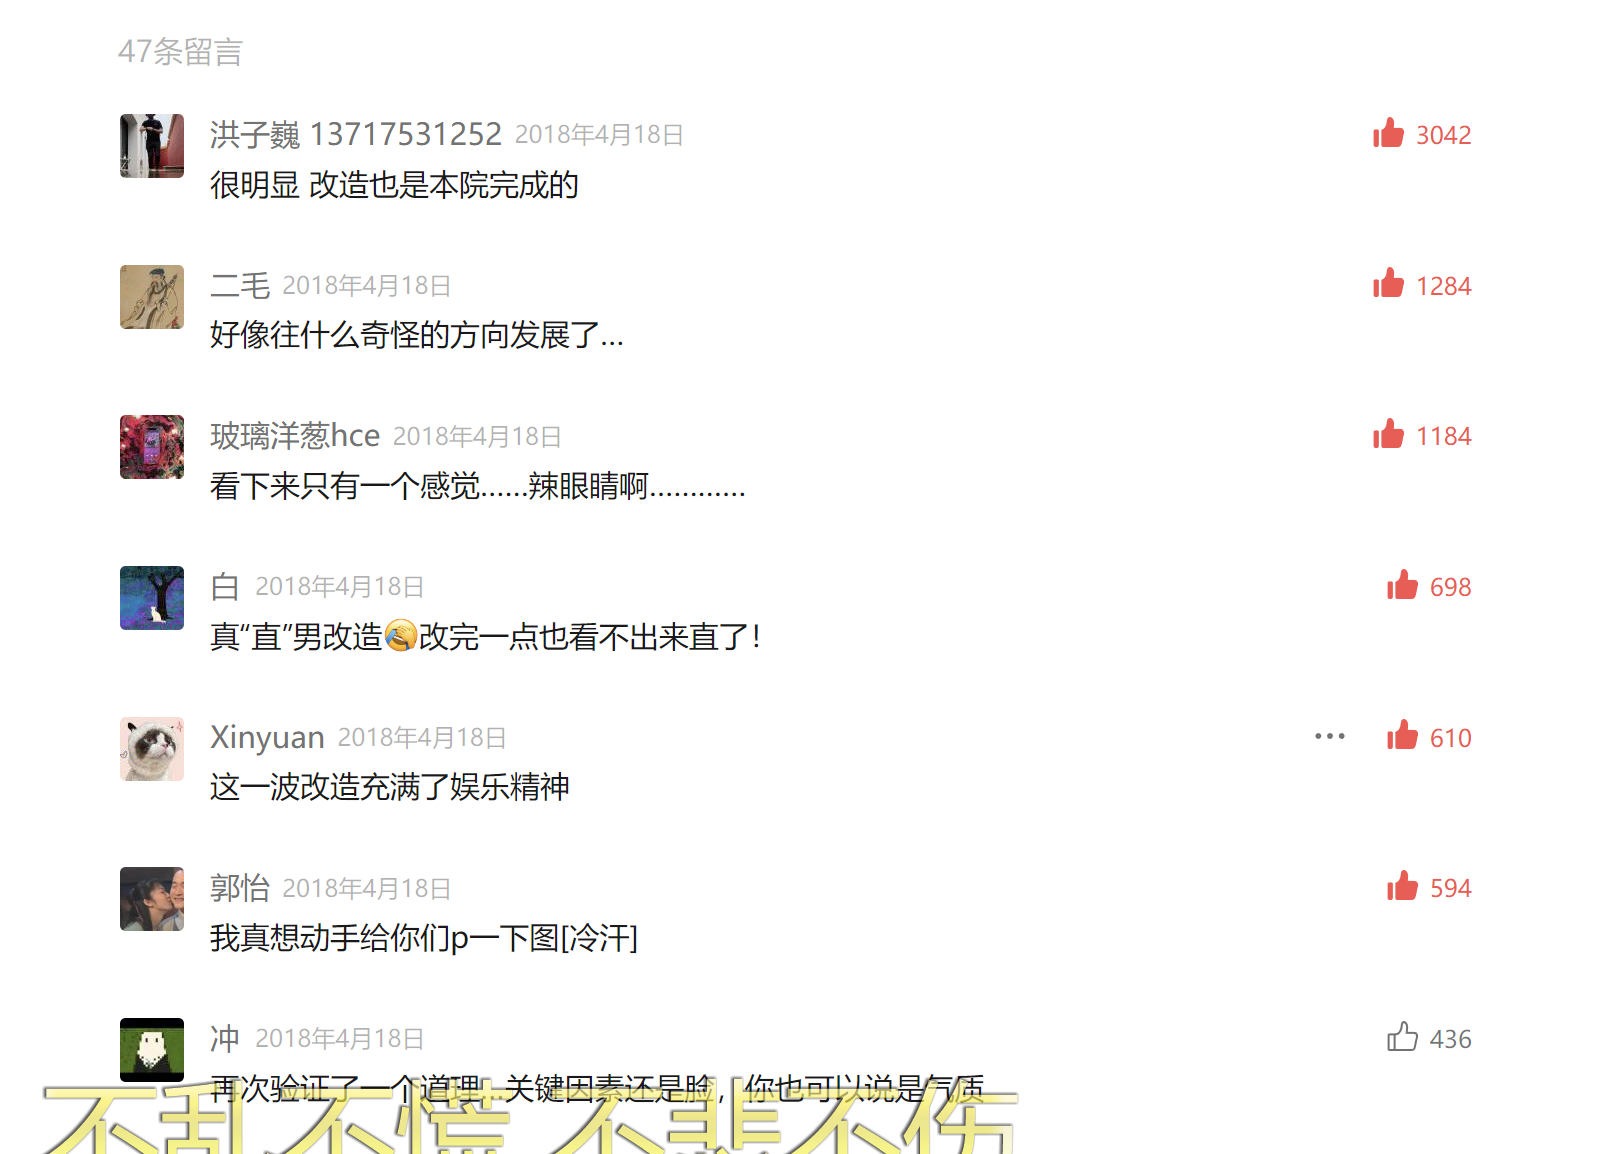 47条留言
洪子巍 13717531252 2018年4月18日 3042
很明显 改造也是本院完成的
二毛 2018年4月18日 1284
好像往什么奇怪的方向发展了...
玻璃洋葱hce 2018年4月18日 1184
看下来只有一个感觉......辣眼睛啊............
白 2018年4月18日 698
真“直”男改造🤣改完一点也看不出来直了！
Xinyuan 2018年4月18日 610
这一波改造充满了娱乐精神
郭怡 2018年4月18日 594
我真想动手给你们p一下图[冷汗]
冲 2018年4月18日 436
再次验证了一个道理...关键因素还是脸，你也可以说是气质
不乱不慌 不悲不伤